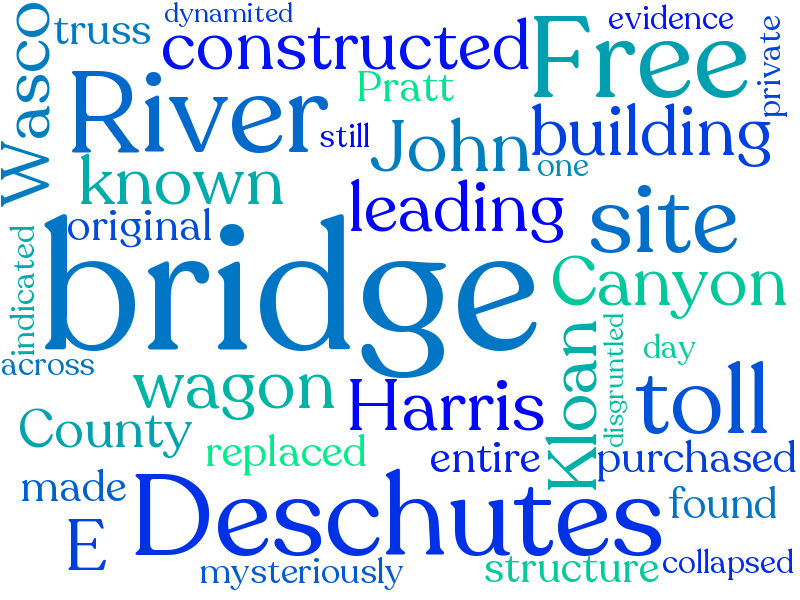 dynamited
evidence
Wasco
truss
constructed
Free
private
Pratt
River
still
John
building
one
known
leading
original
site
bridge
Canyon
indicated
across
day
Kloan
disgruntled
wagon
Harris
toll
County
replaced
entire
purchased
made
Deschutes
found
E
mysteriously
structure
collapsed